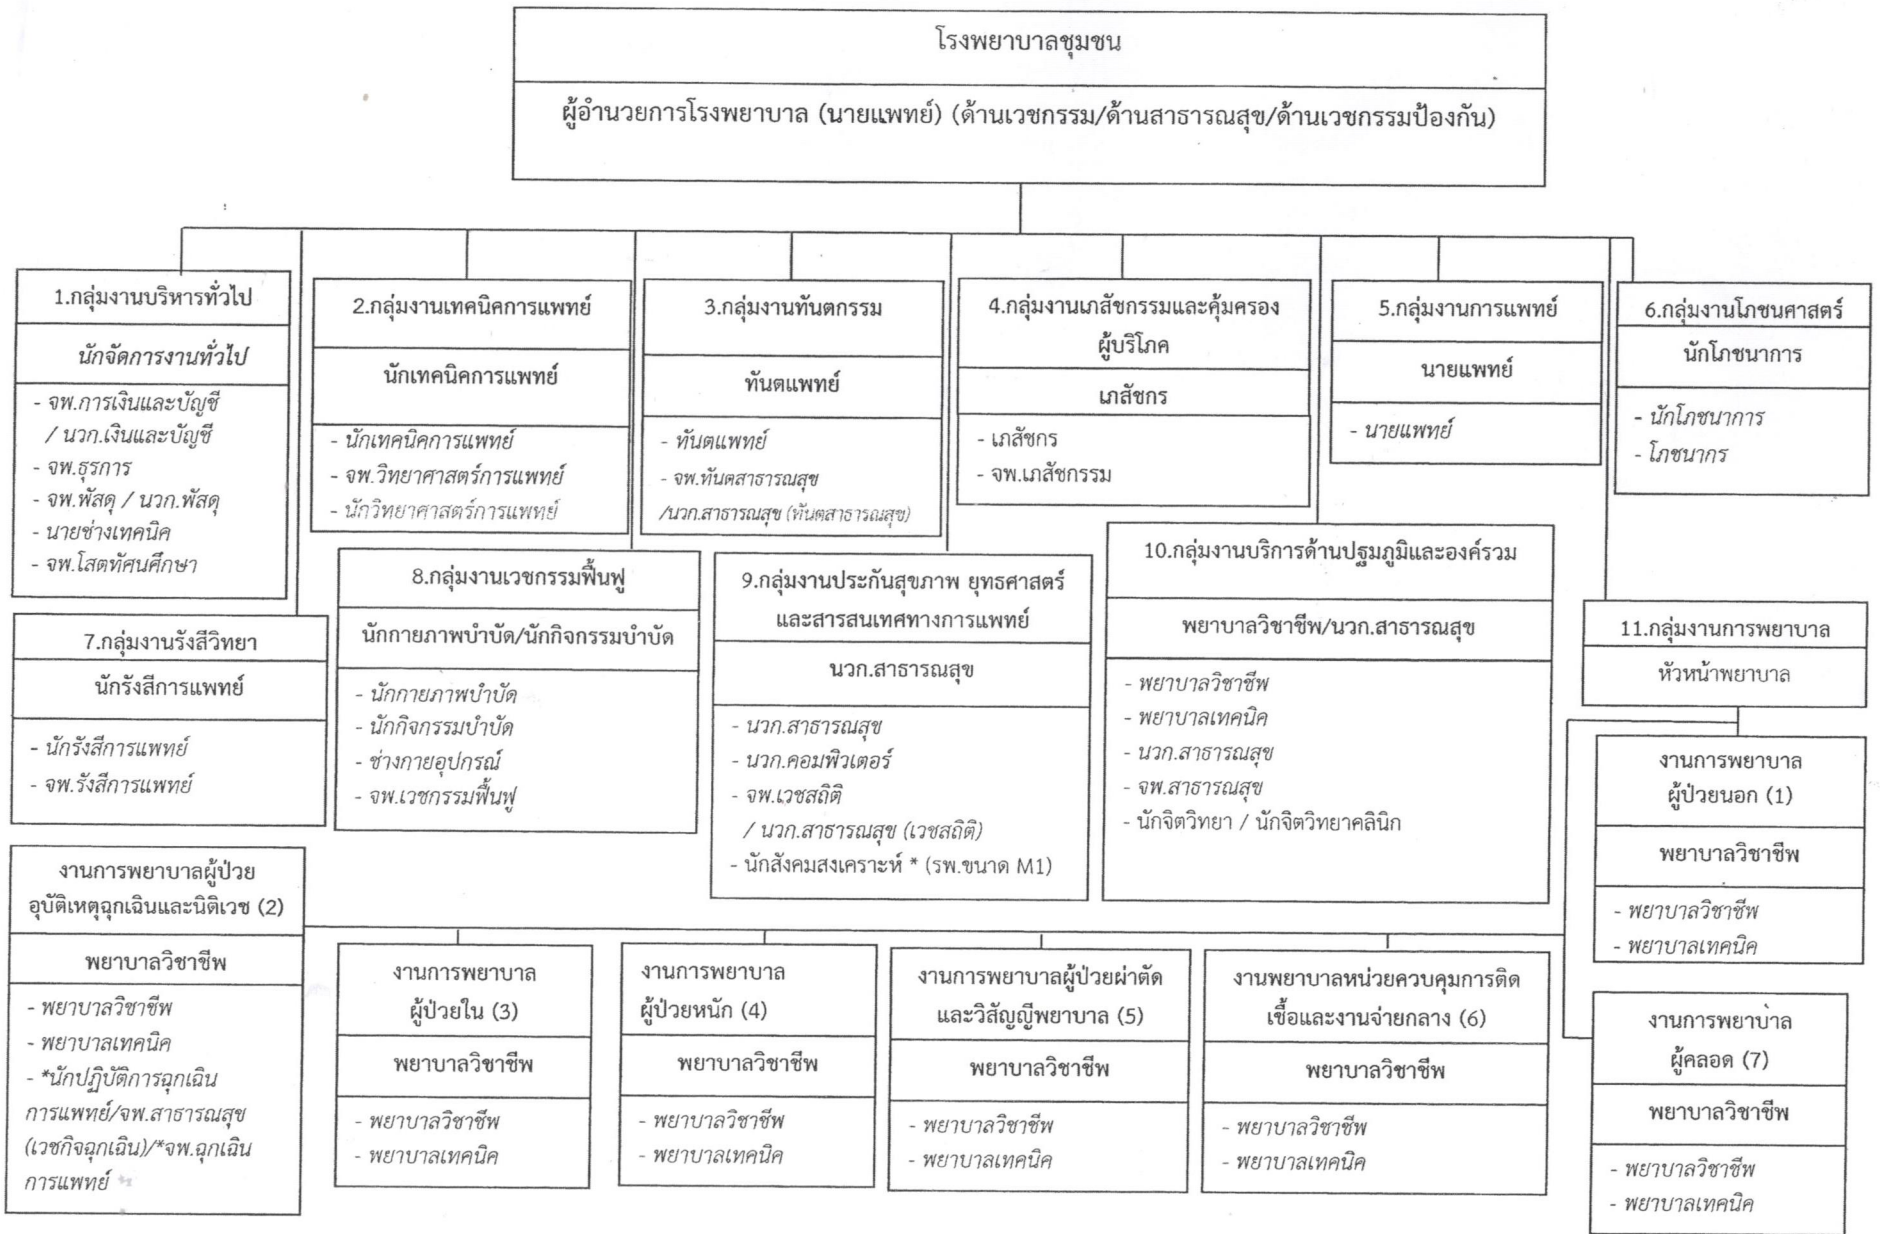 โรงพยาบาลชุมชน
ผู้อำนวยการโรงพยาบาล (นายแพทย์) (ด้านเวชกรรม/ด้านสาธารณสุข/ด้านเวชกรรมป้องกัน)
1.กลุ่มงานบริหารทั่วไป
นักจัดการงานทั่วไป
- จพ.การเงินและบัญชี
/ นวก.เงินและบัญชี
- จพ.ธุรการ
- จพ.พัสดุ / นวก.พัสดุ
- นายช่างเทคนิค
- จพ.โสตทัศนศึกษา
2.กลุ่มงานเทคนิคการแพทย์
นักเทคนิคการแพทย์
- นักเทคนิคการแพทย์
- จพ.วิทยาศาสตร์การแพทย์
- นักวิทยาศาสตร์การแพทย์
3.กลุ่มงานทันตกรรม
ทันตแพทย์
- ทันตแพทย์
- จพ.ทันตสาธารณสุข
/นวก.สาธารณสุข (ทันตสาธารณสุข)
4.กลุ่มงานเภสัชกรรมและคุ้มครอง
ผู้บริโภค
เภสัชกร
- เภสัชกร
- จพ.เภสัชกรรม
5.กลุ่มงานการแพทย์
นายแพทย์
- นายแพทย์
6.กลุ่มงานโภชนศาสตร์
นักโภชนาการ
- นักโภชนาการ
- โภชนากร
7.กลุ่มงานรังสีวิทยา
นักรังสีการแพทย์
- นักรังสีการแพทย์
- จพ.รังสีการแพทย์
8.กลุ่มงานเวชกรรมฟื้นฟู
นักกายภาพบำบัด/นักกิจกรรมบำบัด
- นักกายภาพบำบัด
- นักกิจกรรมบำบัด
- ช่างกายอุปกรณ์
- จพ.เวชกรรมฟื้นฟู
9.กลุ่มงานประกันสุขภาพ ยุทธศาสตร์
และสารสนเทศทางการแพทย์
นวก.สาธารณสุข
- นวก.สาธารณสุข
- นวก.คอมพิวเตอร์
- จพ.เวชสถิติ
/ นวก.สาธารณสุข (เวชสถิติ)
- นักสังคมสงเคราะห์ * (รพ.ขนาด M1)
10.กลุ่มงานบริการด้านปฐมภูมิและองค์รวม
พยาบาลวิชาชีพ/นวก.สาธารณสุข
- พยาบาลวิชาชีพ
- พยาบาลเทคนิค
- นวก.สาธารณสุข
- จพ.สาธารณสุข
- นักจิตวิทยา / นักจิตวิทยาคลินิก
11.กลุ่มงานการพยาบาล
หัวหน้าพยาบาล
งานการพยาบาล
ผู้ป่วยนอก (1)
พยาบาลวิชาชีพ
- พยาบาลวิชาชีพ
- พยาบาลเทคนิค
งานการพยาบาลผู้ป่วย
อุบัติเหตุฉุกเฉินและนิติเวช (2)
พยาบาลวิชาชีพ
- พยาบาลวิชาชีพ
- พยาบาลเทคนิค
- *นักปฏิบัติการฉุกเฉิน
การแพทย์/จพ.สาธารณสุข
(เวชกิจฉุกเฉิน)/*จพ.ฉุกเฉิน
การแพทย์
งานการพยาบาล
ผู้ป่วยใน (3)
พยาบาลวิชาชีพ
- พยาบาลวิชาชีพ
- พยาบาลเทคนิค
งานการพยาบาล
ผู้ป่วยหนัก (4)
พยาบาลวิชาชีพ
- พยาบาลวิชาชีพ
- พยาบาลเทคนิค
งานการพยาบาลผู้ป่วยผ่าตัด
และวิสัญญีพยาบาล (5)
พยาบาลวิชาชีพ
- พยาบาลวิชาชีพ
- พยาบาลเทคนิค
งานพยาบาลหน่วยควบคุมการติด
เชื้อและงานจ่ายกลาง (6)
พยาบาลวิชาชีพ
- พยาบาลวิชาชีพ
- พยาบาลเทคนิค
งานการพยาบาล
ผู้คลอด (7)
พยาบาลวิชาชีพ
- พยาบาลวิชาชีพ
- พยาบาลเทคนิค